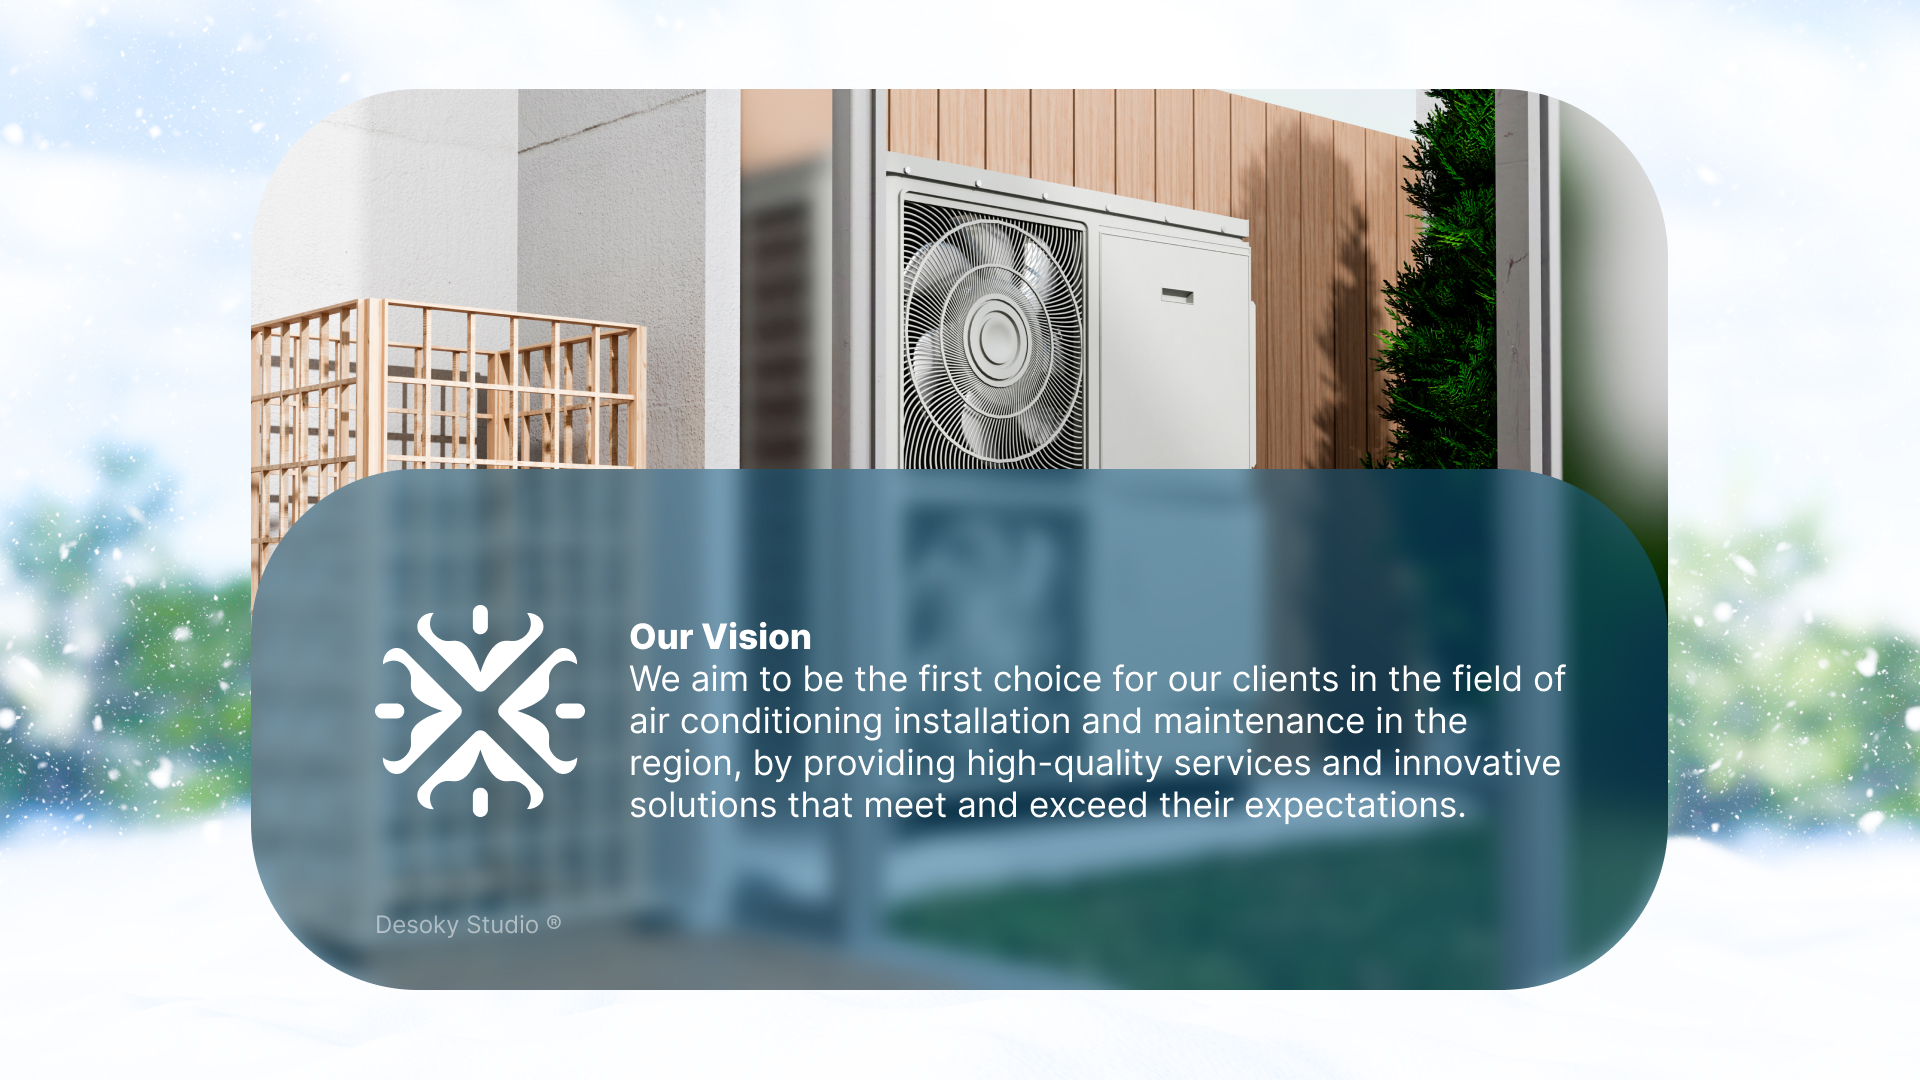 Our Vision
We aim to be the first choice for our clients in the field of
air conditioning installation and maintenance in the
region, by providing high-quality services and innovative
solutions that meet and exceed their expectations.
Desoky Studio ®